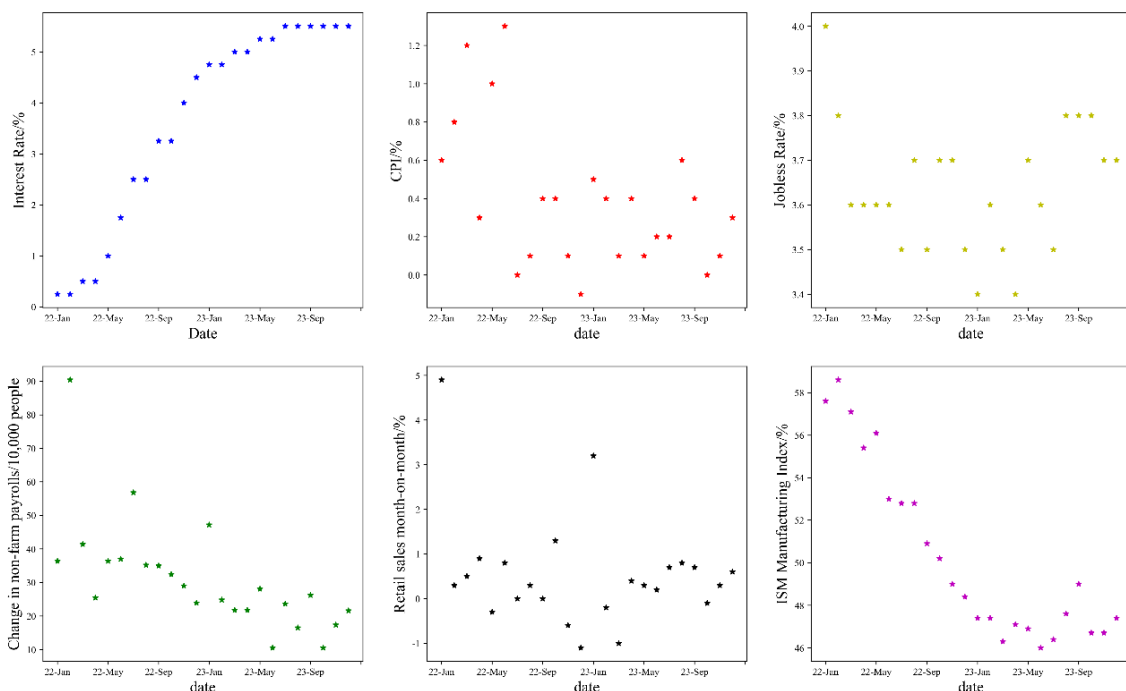 Interest Rate/%
5
4
3
2
1
0
22-Jan 22-May 22-Sep 23-Jan 23-May 23-Sep
Date
CPI/%
1.2
1.0
0.8
0.6
0.4
0.2
0.0
22-Jan 22-May 22-Sep 23-Jan 23-May 23-Sep
date
Jobless Rate/%
4.0
3.9
3.8
3.7
3.6
3.5
3.4
22-Jan 22-May 22-Sep 23-Jan 23-May 23-Sep
date
Change in non-farm payrolls/10,000 people
90
80
70
60
50
40
30
20
10
22-Jan 22-May 22-Sep 23-Jan 23-May 23-Sep
date
Retail sales month-on-month/%
5
4
3
2
1
0
-1
22-Jan 22-May 22-Sep 23-Jan 23-May 23-Sep
date
ISM Manufacturing Index/%
58
56
54
52
50
48
46
22-Jan 22-May 22-Sep 23-Jan 23-May 23-Sep
date